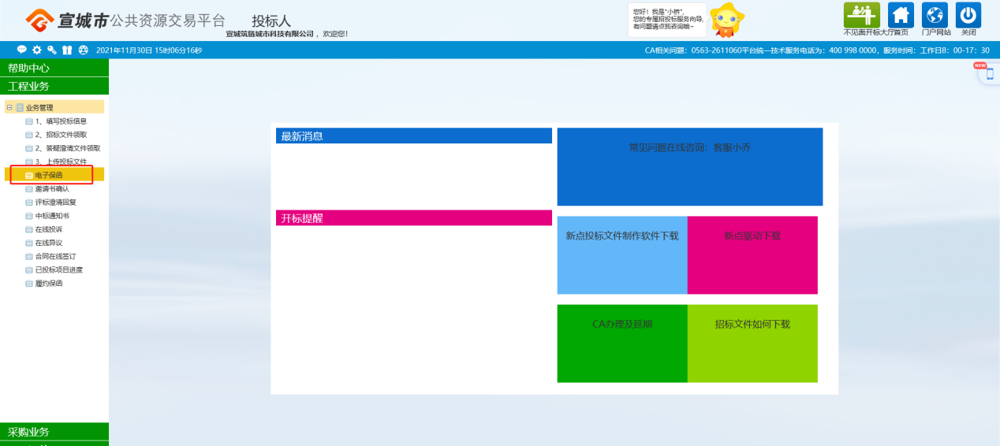 宣城市公共资源交易平台
投标人
宣城筑链城市科技有限公司 ，欢迎您！
您好！我是"小桥"，
您的专属招投标服务向导，
有问题请点我咨询哦~
不见面开标大厅
首页
门户网站
关闭
2021年11月30日 15时06分16秒
CA相关问题：0563-2611060平台统一技术服务电话为：400 998 0000，服务时间：工作日8：00-17：30
NEW
帮助中心
工程业务
业务管理
1、填写投标信息
2、招标文件领取
2、答疑澄清文件领取
3、上传投标文件
电子保函
邀请书确认
评标澄清回复
中标通知书
在线投诉
在线异议
合同在线签订
已投标项目进度
履约保函
采购业务
最新消息
开标提醒
常见问题在线咨询：客服小乔
新点投标文件制作软件下载
新点驱动下载
CA办理及延期
招标文件如何下载